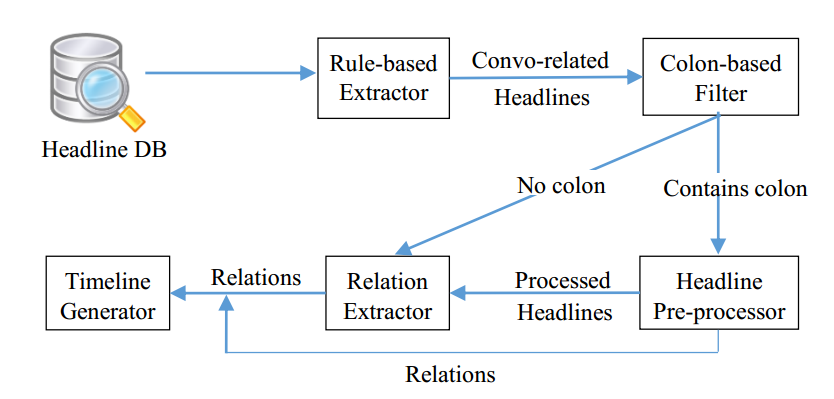 Headline DB
Rule-based
Extractor
Convo-related
Headlines
Colon-based
Filter
No colon
Contains colon
Timeline
Generator
Relations
Relation
Extractor
Processed
Headlines
Headline
Pre-processor
Relations